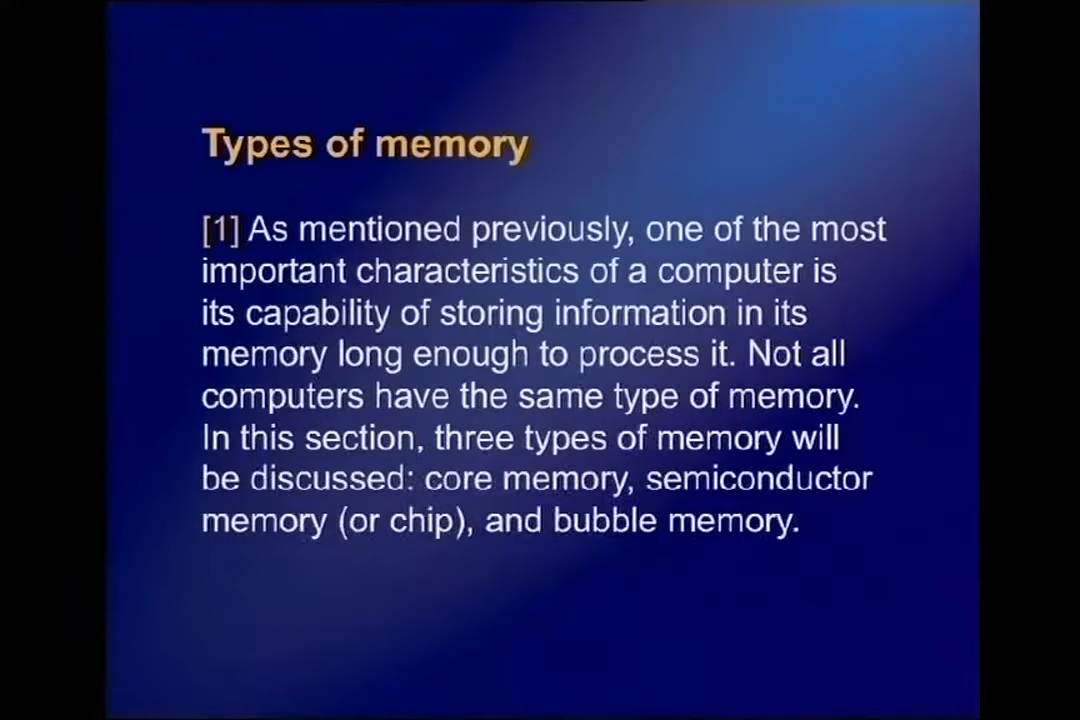 Types of memory
[1] As mentioned previously, one of the most
important characteristics of a computer is
its capability of storing information in its
memory long enough to process it. Not all
computers have the same type of memory.
In this section, three types of memory will
be discussed: core memory, semiconductor
memory (or chip), and bubble memory.